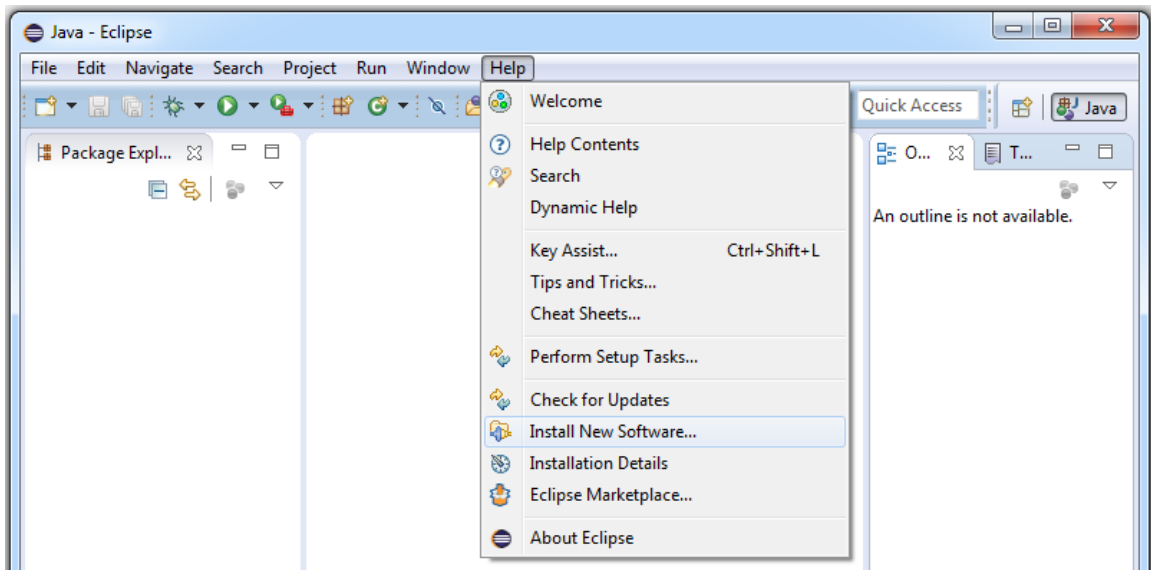 Java - Eclipse
File Edit Navigate Search Project Run Window Help
Quick Access
Java
Package Expl...
Welcome
Help Contents
Search
Dynamic Help
Key Assist... Ctrl+Shift+L
Tips and Tricks...
Cheat Sheets...
Perform Setup Tasks...
Check for Updates
Install New Software...
Installation Details
Eclipse Marketplace...
About Eclipse
O... T...
An outline is not available.